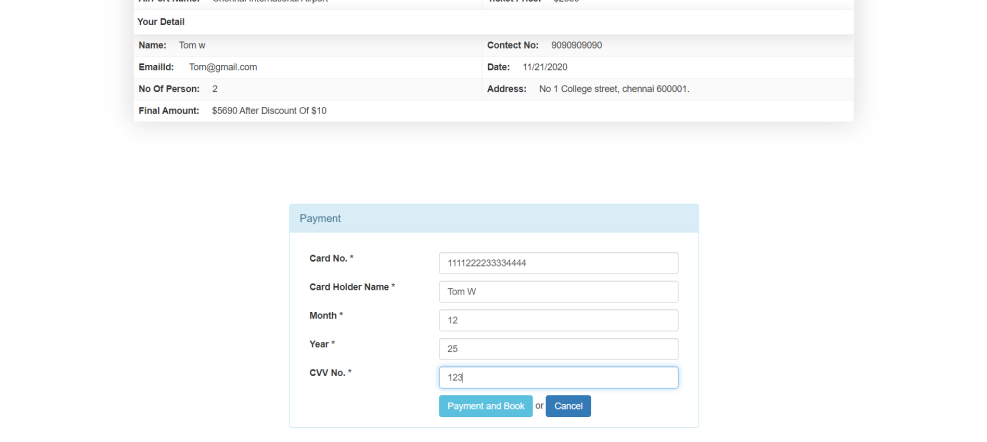 Your Detail
Name: Tom w Contect No: 9090909090
EmailId: Tom@gmail.com Date: 11/21/2020
No Of Person: 2 Address: No 1 College street, chennai 600001.
Final Amount: $5690 After Discount Of $10
Payment
Card No. * 1111222233334444
Card Holder Name * Tom W
Month * 12
Year * 25
CVV No. * 123
Payment and Book or Cancel